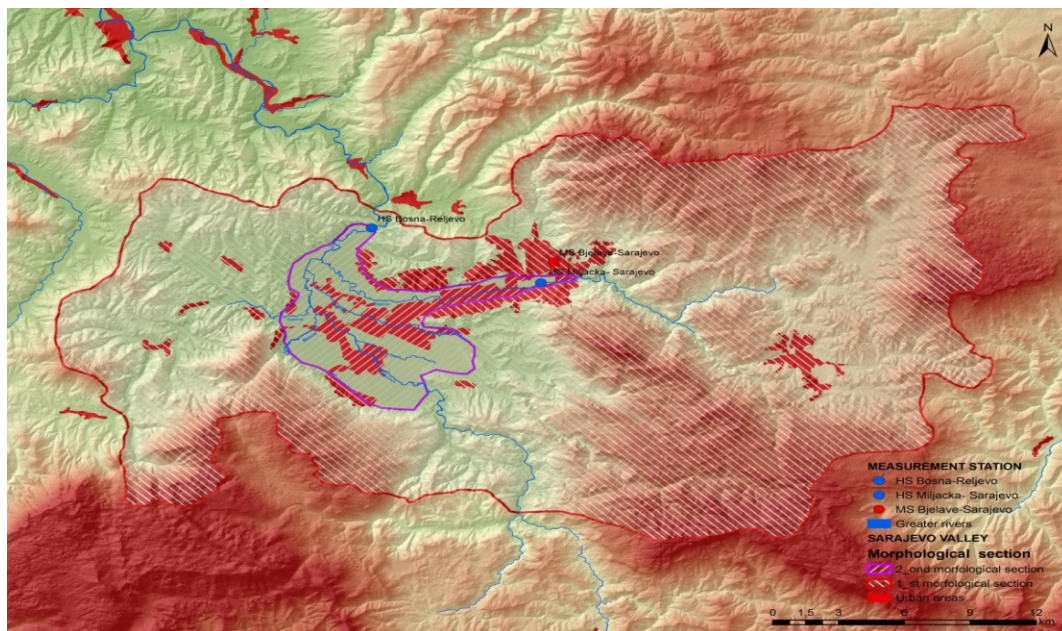 N
HS Bosna-Reljevo
MS Bjelave-Sarajevo
HS Miljacka- Sarajevo
MEASUREMENT STATION
HS Bosna-Reljevo
HS Miljacka- Sarajevo
MS Bjelave-Sarajevo
Greater rivers
SARAJEVO VALLEY
Morphological section
2_ond morfological section
1_st morfological section
Urban areas
0 1,5 3 6 9 12
km